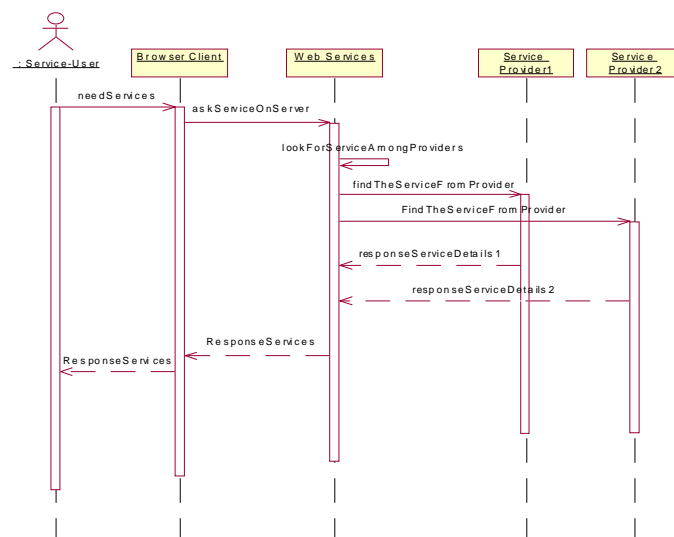 : Service-User
Browser Client
Web Services
Service Provider1
Service Provider2
needServices
askServiceOnServer
lookForServiceAmongProviders
findTheServiceFromProvider
FindTheServiceFromProvider
responseServiceDetails1
responseServiceDetails2
ResponseServices
ResponseServices